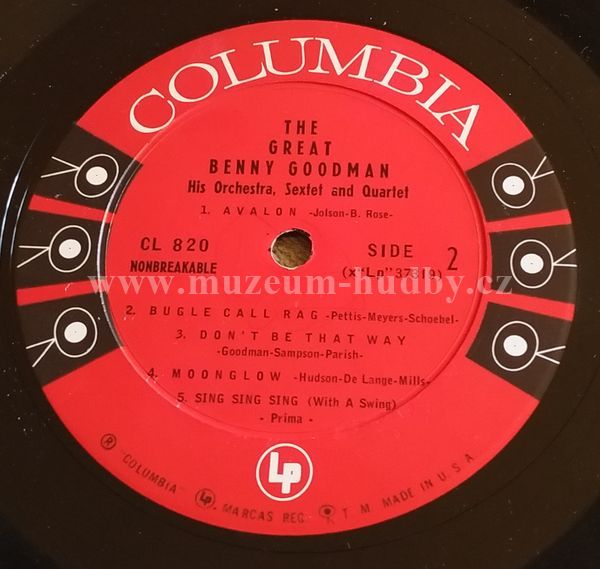 COLUMBIA
THE
GREAT
BENNY GOODMAN
His Orchestra, Sextet and Quartet
1. AVALON -Jolson-B. Rose-
CL 820
NONBREAKABLE
SIDE 2
(x"Lp"37819)
www.muzeum-hudby.cz
2. BUGLE CALL RAG -Pettis-Meyers-Schoebel-
3. DON'T BE THAT WAY
-Goodman-Sampson-Parish-
4. MOONGLOW -Hudson-De Lange-Mills-
5. SING SING SING (With A Swing)
- Prima -
Lp
® "COLUMBIA" Lp MARCAS REG. T. M. MADE IN U.S.A.